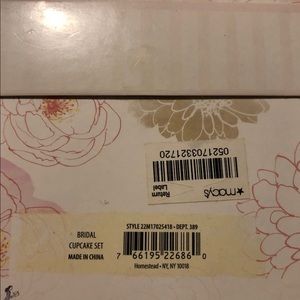 ★macys
Return
Label
0521703321720
BRIDAL
CUPCAKE SET
MADE IN CHINA
STYLE 22M17025418 • DEPT. 389
7 66195 22686 0
Homestead • NY, NY 10018